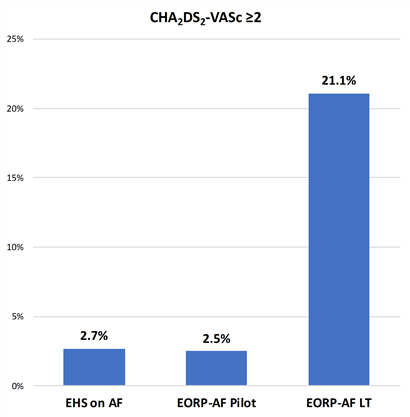 CHA₂DS₂-VASc ≥2
25%
20%
15%
10%
5%
0%
21.1%
2.7%
2.5%
EHS on AF
EORP-AF Pilot
EORP-AF LT